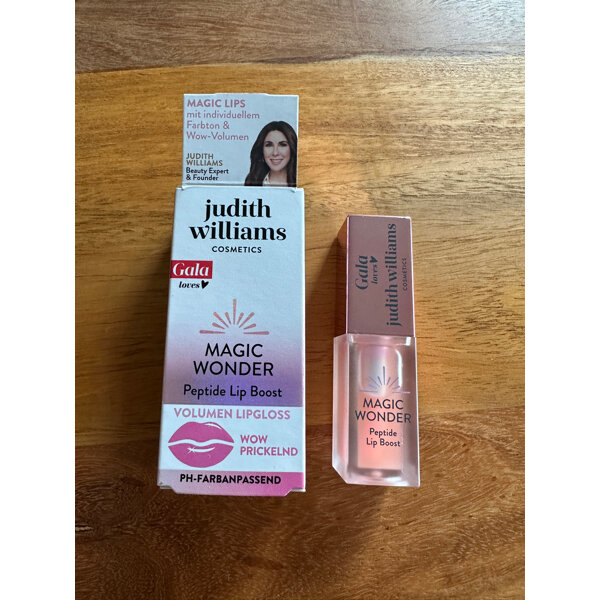 MAGIC LIPS
mit individuellem
Farbton &
Wow-Volumen
JUDITH
WILLIAMS
Beauty Expert
& Founder
judith
williams
COSMETICS
Gala
loves
MAGIC
WONDER
Peptide Lip Boost
VOLUMEN LIPGLOSS
WOW
PRICKELND
PH-FARBANPASSEND
Gala
loves
judith williams
COSMETICS
MAGIC
WONDER
Peptide
Lip Boost